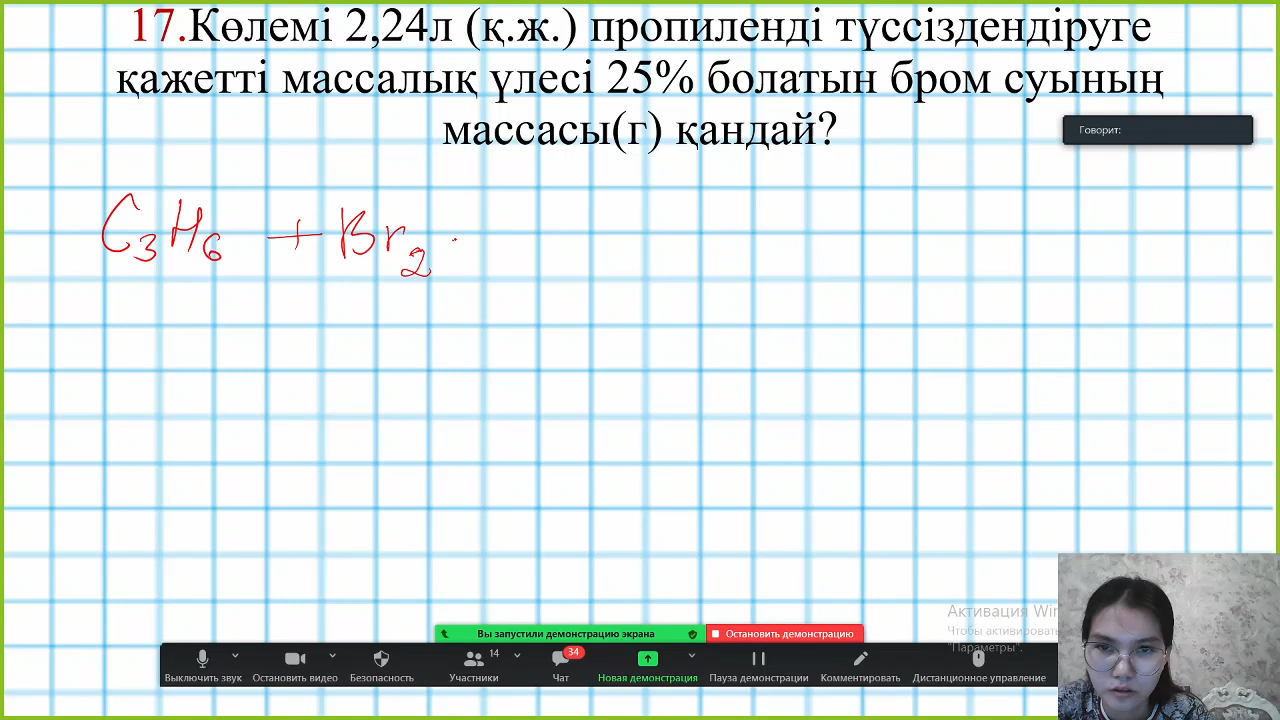 17.Көлемі 2,24л (қ.ж.) пропиленді түссіздендіруге
қажетті массалық үлесі 25% болатын бром суының
массасы(г) қандай?
Говорит:
C₃H₆ + Br₂
Активация Win
Чтобы активировать
"Параметры".
Вы запустили демонстрацию экрана
Остановить демонстрацию
14
34
Выключить звук
Остановить видео
Безопасность
Участники
Чат
Новая демонстрация
Пауза демонстрации
Комментировать
Дистанционное управление